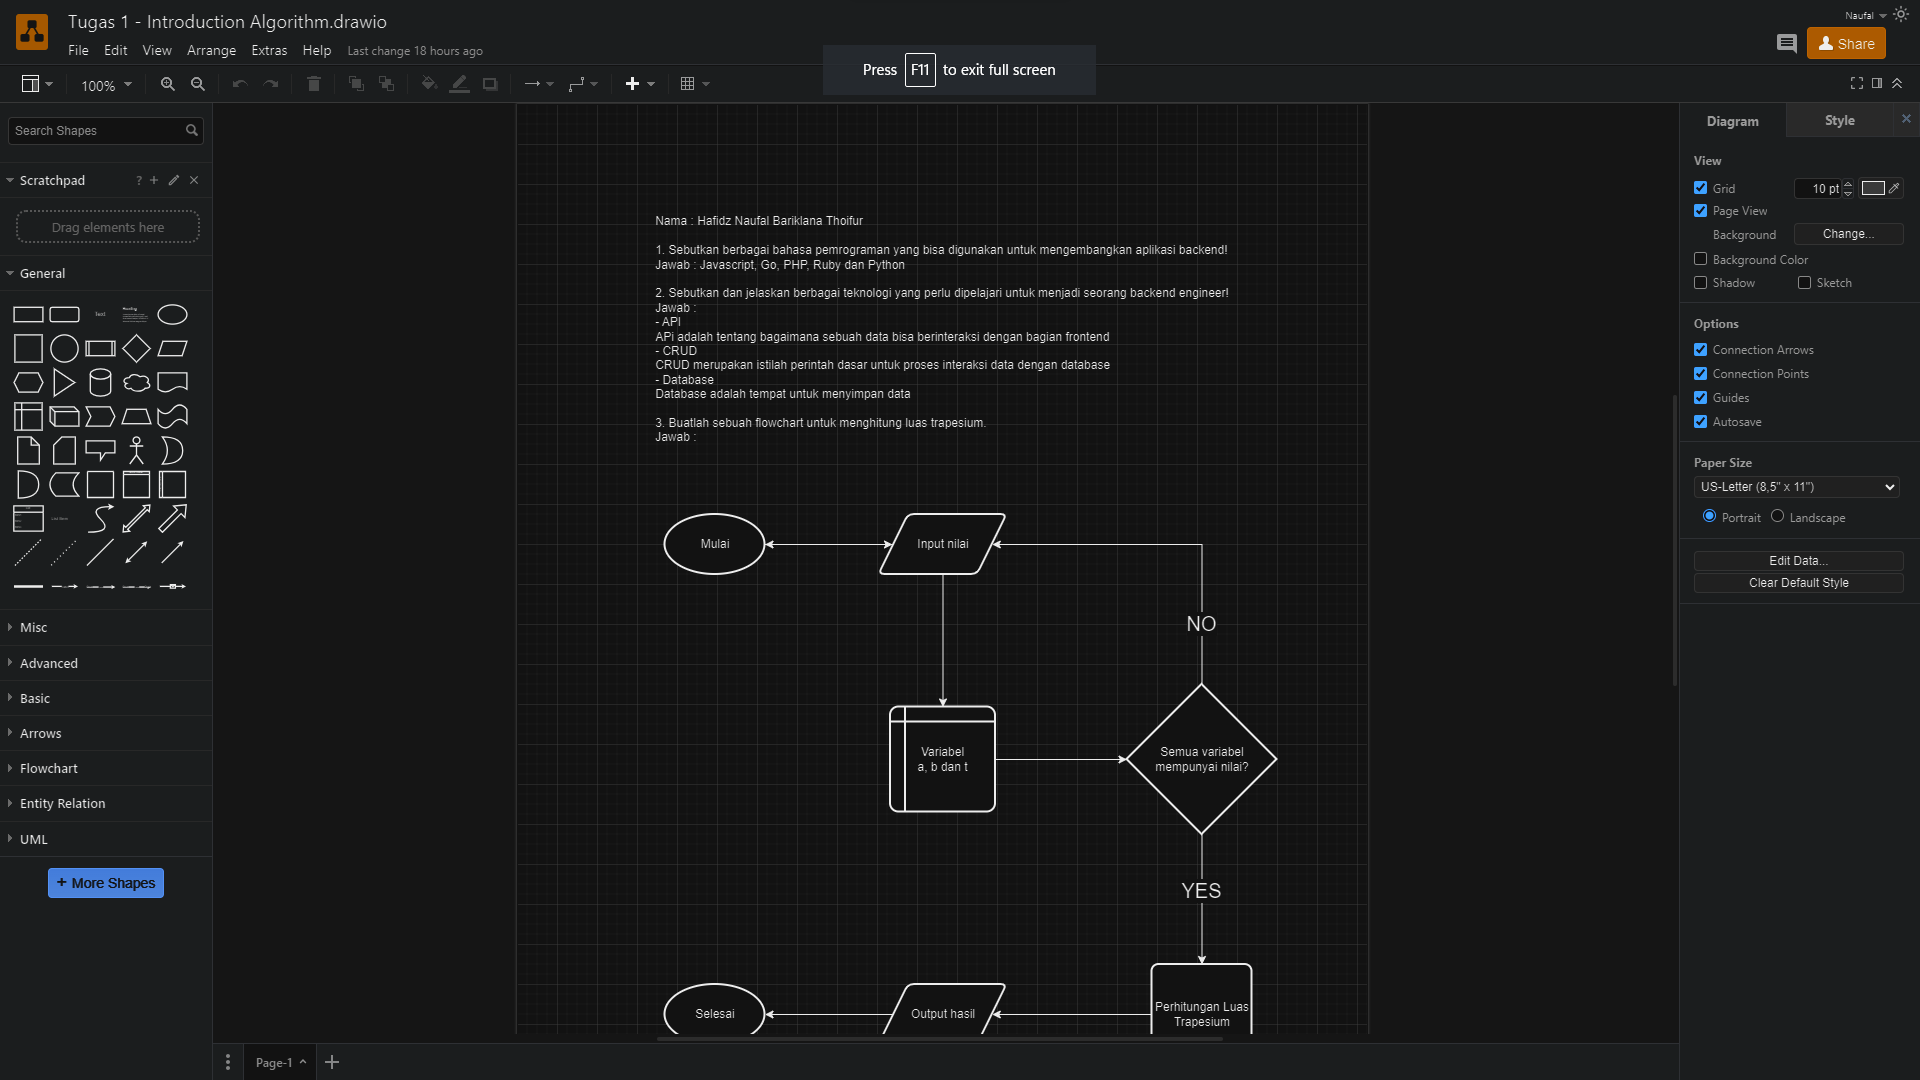 Tugas 1 - Introduction Algorithm.drawio
File Edit View Arrange Extras Help Last change 18 hours ago
Naufal
Share
Press F11 to exit full screen
100%
Search Shapes
Scratchpad
?
Drag elements here
General
Text
Heading
Misc
Advanced
Basic
Arrows
Flowchart
Entity Relation
UML
+ More Shapes
Nama : Hafidz Naufal Bariklana Thoifur
1. Sebutkan berbagai bahasa pemrograman yang bisa digunakan untuk mengembangkan aplikasi backend!
Jawab : Javascript, Go, PHP, Ruby dan Python
2. Sebutkan dan jelaskan berbagai teknologi yang perlu dipelajari untuk menjadi seorang backend engineer!
Jawab :
- API
APi adalah tentang bagaimana sebuah data bisa berinteraksi dengan bagian frontend
- CRUD
CRUD merupakan istilah perintah dasar untuk proses interaksi data dengan database
- Database
Database adalah tempat untuk menyimpan data
3. Buatlah sebuah flowchart untuk menghitung luas trapesium.
Jawab :
Mulai
Input nilai
NO
Variabel
a, b dan t
Semua variabel
mempunyai nilai?
YES
Perhitungan Luas
Trapesium
Output hasil
Selesai
Page-1
Diagram
Style
View
Grid
10 pt
Page View
Background
Change...
Background Color
Shadow
Sketch
Options
Connection Arrows
Connection Points
Guides
Autosave
Paper Size
US-Letter (8,5" x 11")
Portrait
Landscape
Edit Data...
Clear Default Style